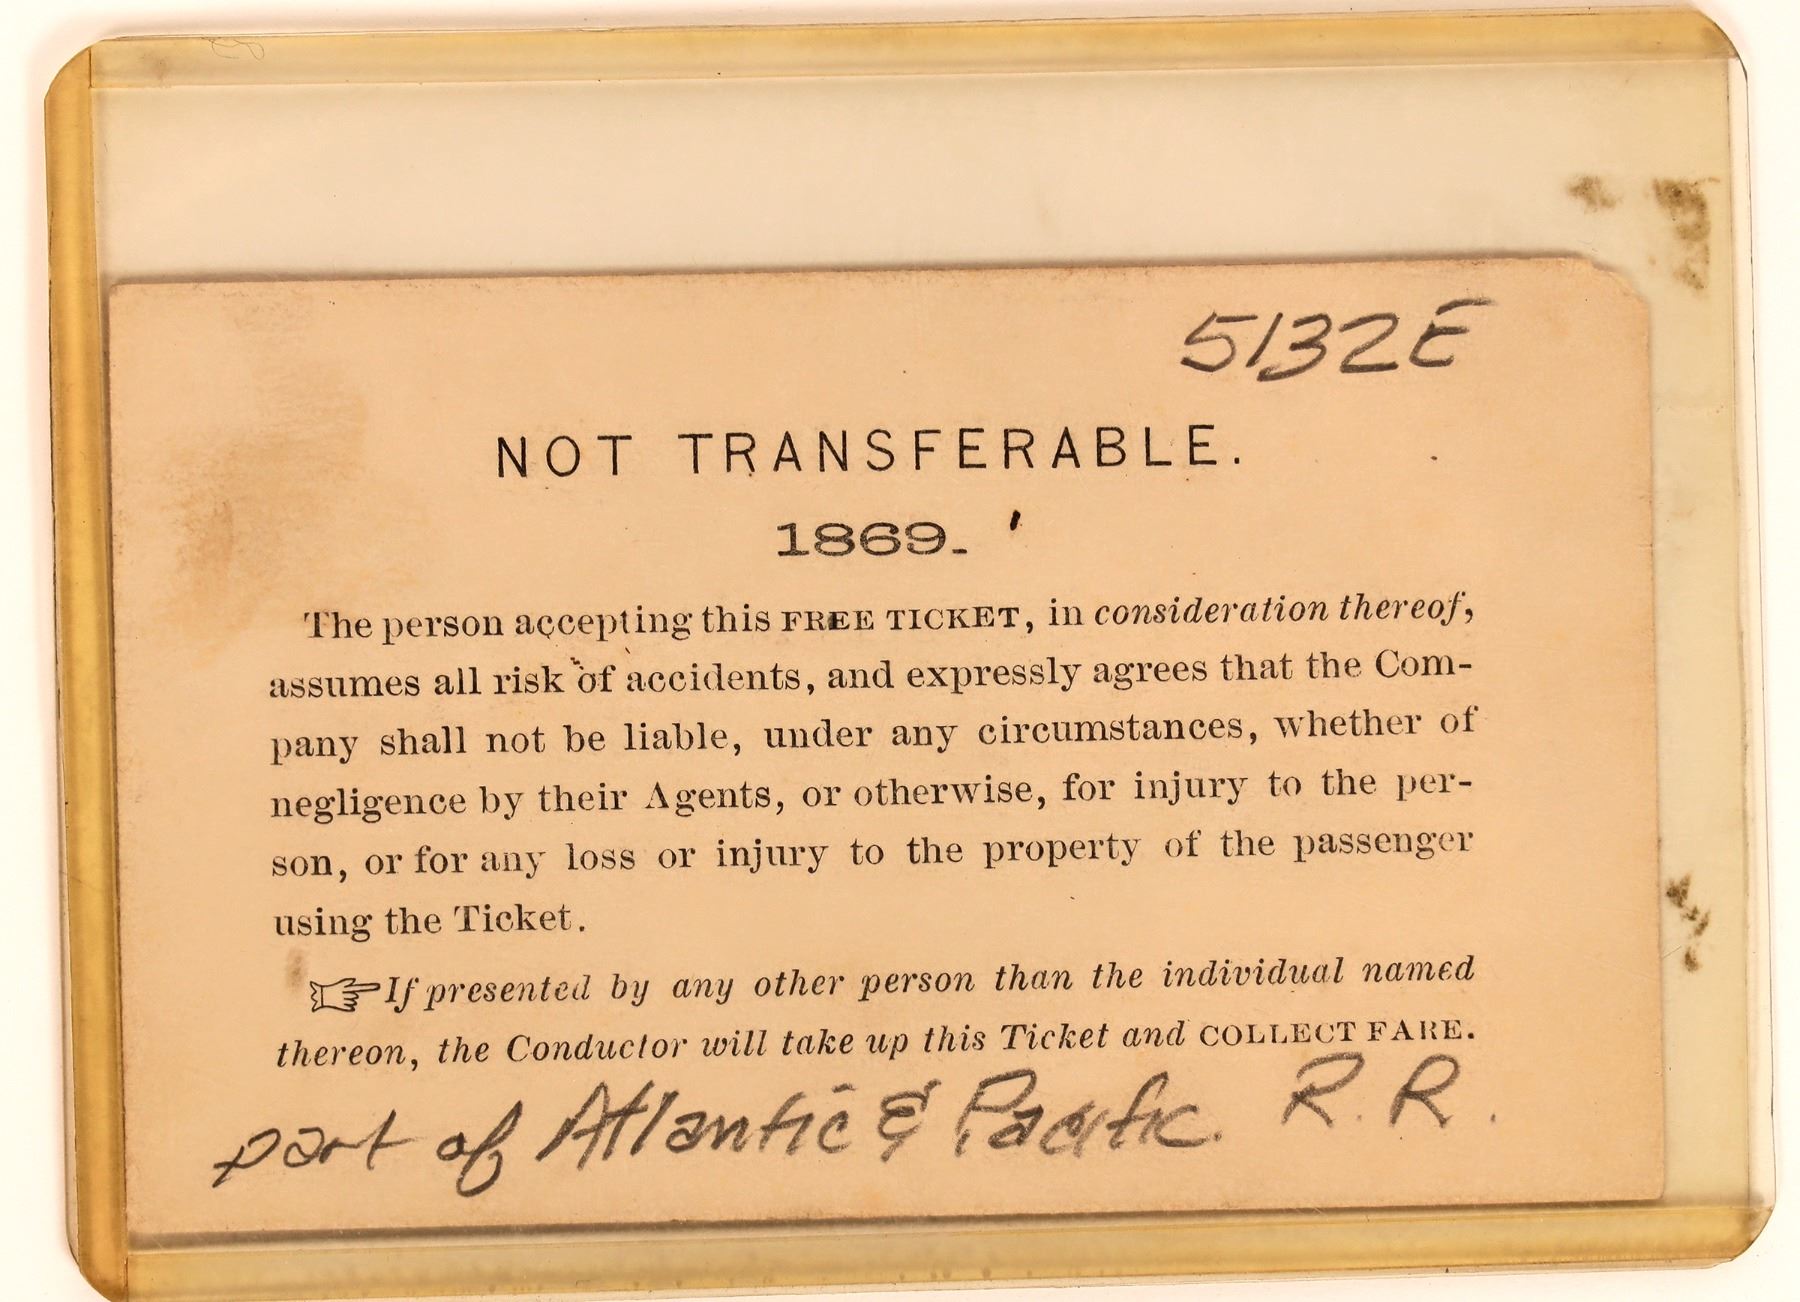 5132E
NOT TRANSFERABLE.
1869.
The person accepting this FREE TICKET, in consideration thereof,
assumes all risk of accidents, and expressly agrees that the Com-
pany shall not be liable, under any circumstances, whether of
negligence by their Agents, or otherwise, for injury to the per-
son, or for any loss or injury to the property of the passenger
using the Ticket.
☞If presented by any other person than the individual named
thereon, the Conductor will take up this Ticket and COLLECT FARE.
part of Atlantic & Pacific. R. R.